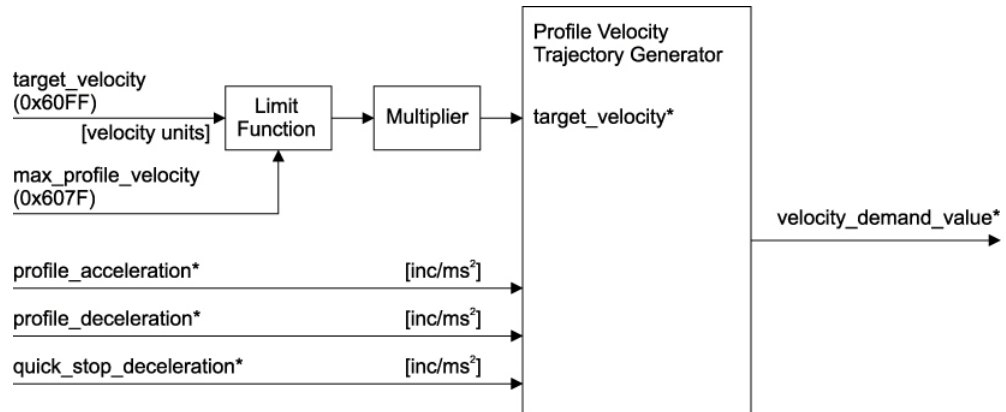 Profile Velocity
Trajectory Generator
target_velocity
(0x60FF)
[velocity units]
Limit
Function
Multiplier
target_velocity*
max_profile_velocity
(0x607F)
velocity_demand_value*
profile_acceleration* [inc/ms²]
profile_deceleration* [inc/ms²]
quick_stop_deceleration* [inc/ms²]